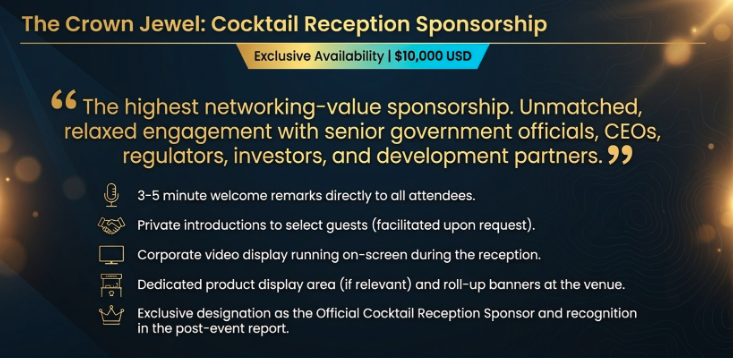 The Crown Jewel: Cocktail Reception Sponsorship
Exclusive Availability | $10,000 USD
“The highest networking-value sponsorship. Unmatched,
relaxed engagement with senior government officials, CEOs,
regulators, investors, and development partners.”
3-5 minute welcome remarks directly to all attendees.
Private introductions to select guests (facilitated upon request).
Corporate video display running on-screen during the reception.
Dedicated product display area (if relevant) and roll-up banners at the venue.
Exclusive designation as the Official Cocktail Reception Sponsor and recognition
in the post-event report.